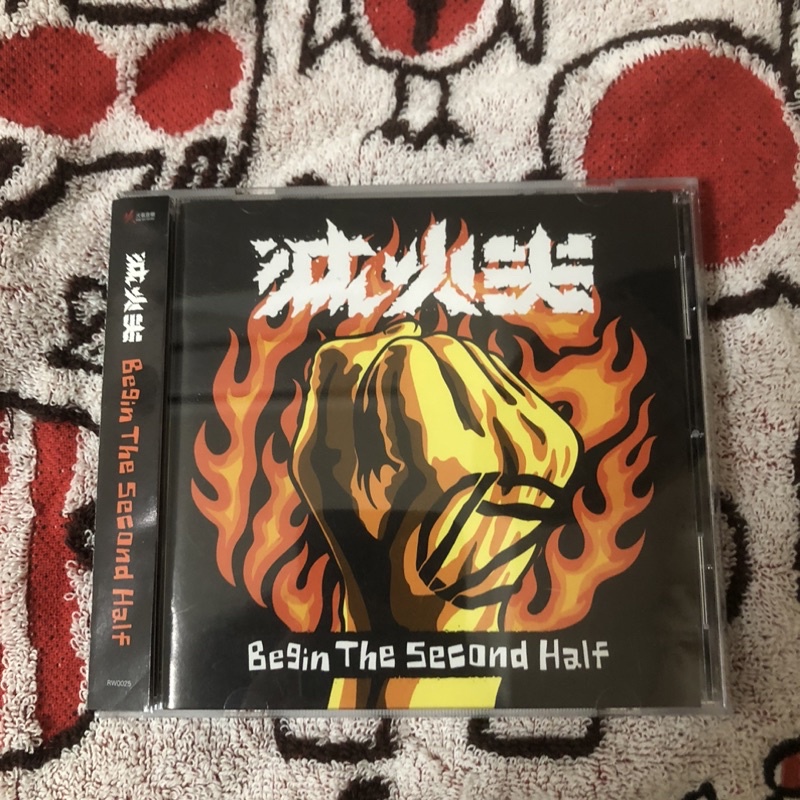 滅火器
Begin The Second Half
滅火器
Begin The Second Half
RW0025